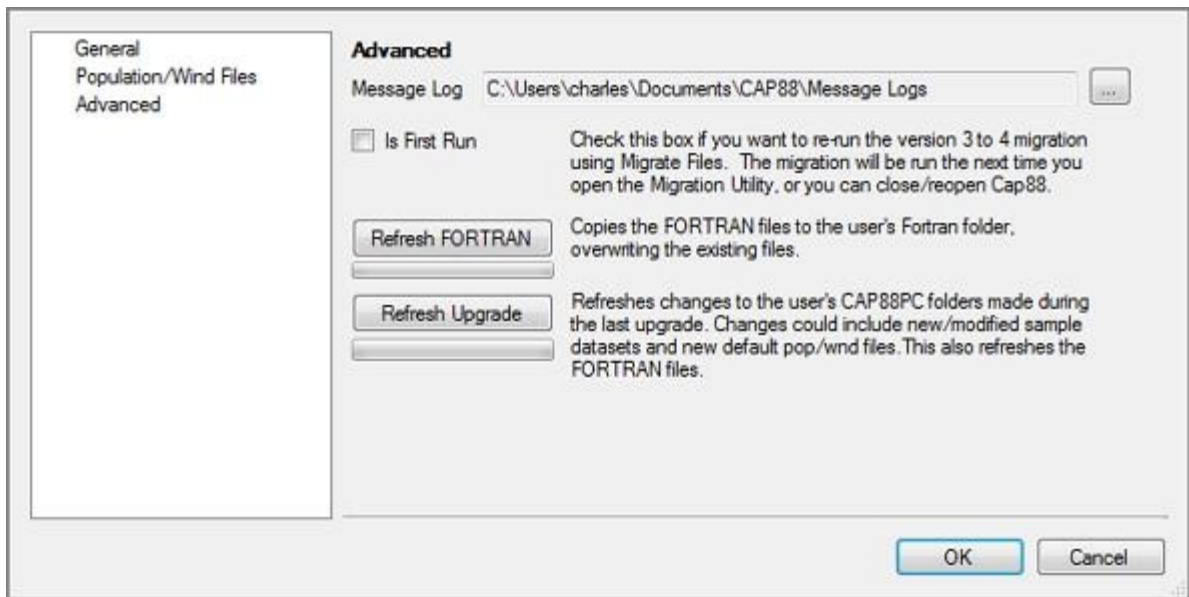 General
Population/Wind Files
Advanced
Advanced
Message Log C:\Users\charles\Documents\CAP88\Message Logs ...
Is First Run
Check this box if you want to re-run the version 3 to 4 migration
using Migrate Files. The migration will be run the next time you
open the Migration Utility, or you can close/reopen Cap88.
Refresh FORTRAN
Copies the FORTRAN files to the user's Fortran folder,
overwriting the existing files.
Refresh Upgrade
Refreshes changes to the user's CAP88PC folders made during
the last upgrade. Changes could include new/modified sample
datasets and new default pop/wnd files.This also refreshes the
FORTRAN files.
OK Cancel